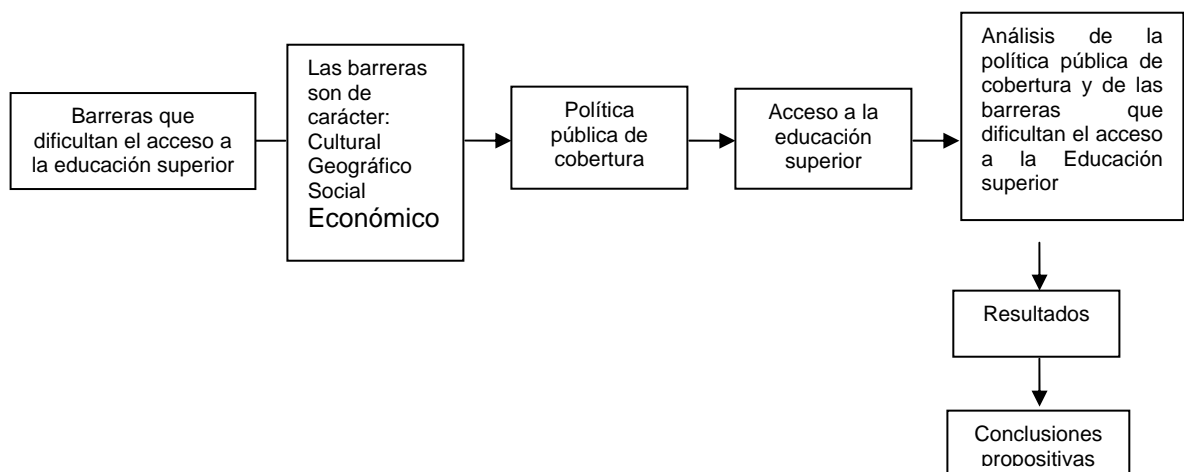 Barreras que
dificultan el acceso a
la educación superior
Las barreras
son de
carácter:
Cultural
Geográfico
Social
Económico
Política
pública de
cobertura
Acceso a la
educación
superior
Análisis de la
política pública de
cobertura y de las
barreras que
dificultan el acceso
a la Educación
superior
Resultados
Conclusiones
propositivas